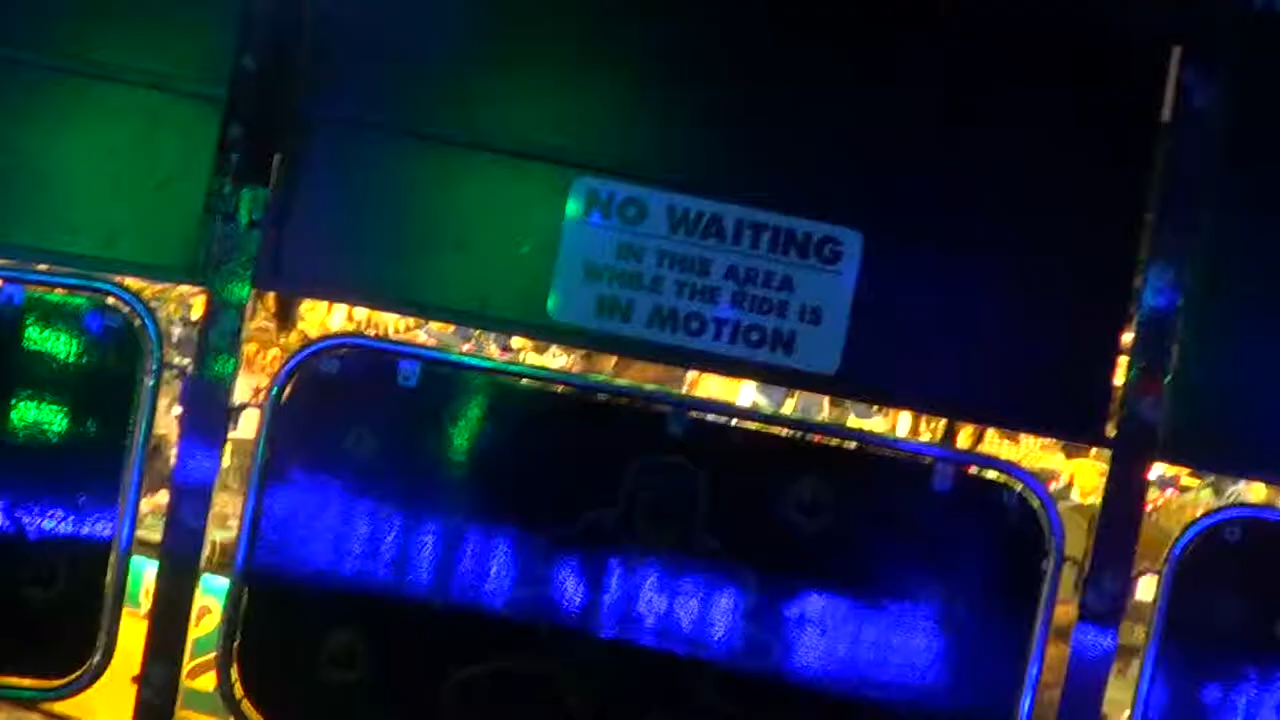 NO WAITING
IN THIS AREA
WHILE THE RIDE IS
IN MOTION